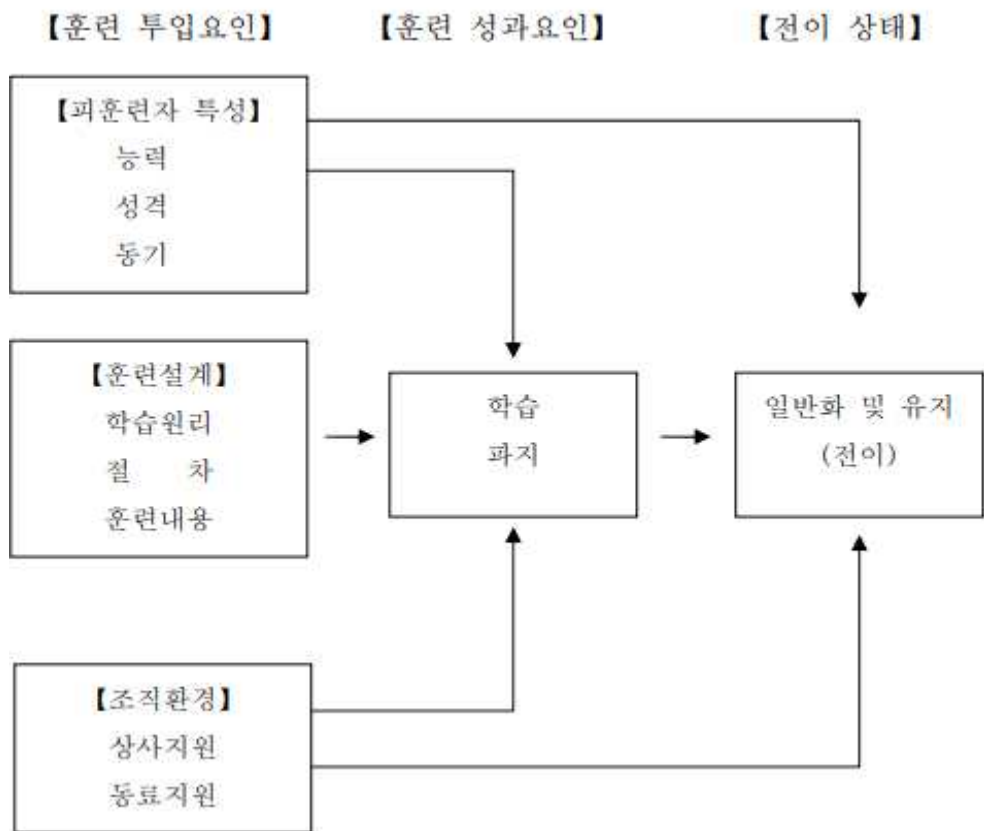 【훈련 투입요인】 【훈련 성과요인】 【전이 상태】
【피훈련자 특성】
능력
성격
동기
【훈련설계】
학습원리
절 차
훈련내용
학습
파지
일반화 및 유지
(전이)
【조직환경】
상사지원
동료지원